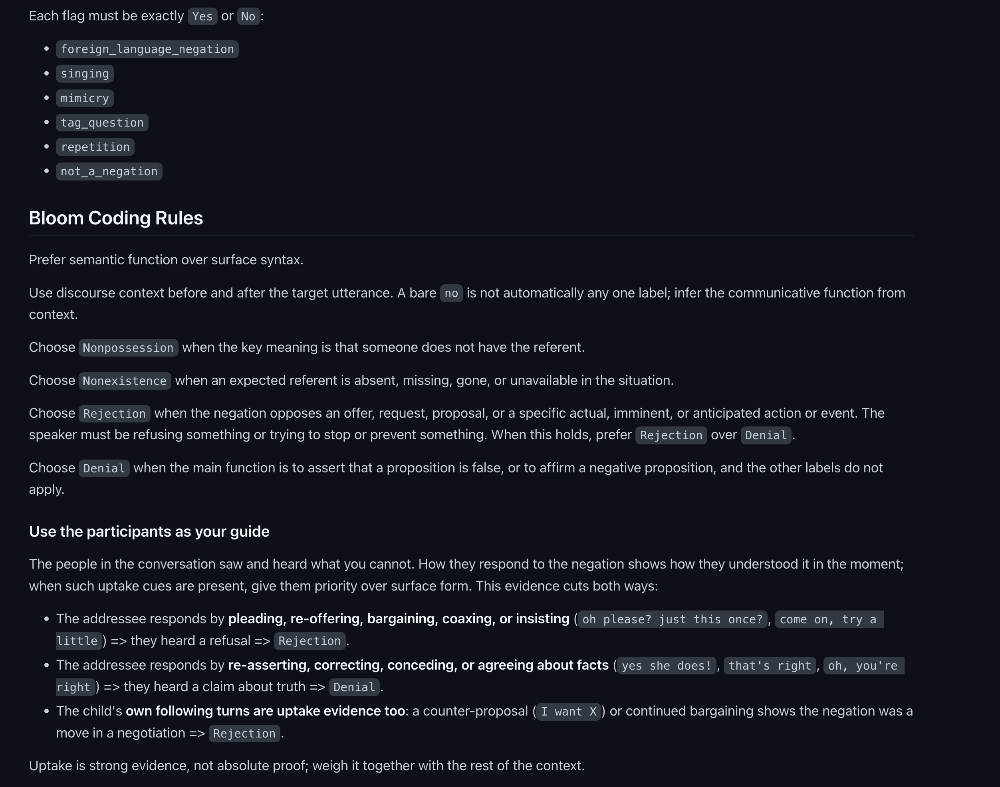 Each flag must be exactly Yes or No:
• foreign_language_negation
• singing
• mimicry
• tag_question
• repetition
• not_a_negation
Bloom Coding Rules
Prefer semantic function over surface syntax.
Use discourse context before and after the target utterance. A bare no is not automatically any one label; infer the communicative function from
context.
Choose Nonpossession when the key meaning is that someone does not have the referent.
Choose Nonexistence when an expected referent is absent, missing, gone, or unavailable in the situation.
Choose Rejection when the negation opposes an offer, request, proposal, or a specific actual, imminent, or anticipated action or event. The
speaker must be refusing something or trying to stop or prevent something. When this holds, prefer Rejection over Denial.
Choose Denial when the main function is to assert that a proposition is false, or to affirm a negative proposition, and the other labels do not
apply.
Use the participants as your guide
The people in the conversation saw and heard what you cannot. How they respond to the negation shows how they understood it in the moment;
when such uptake cues are present, give them priority over surface form. This evidence cuts both ways:
• The addressee responds by pleading, re-offering, bargaining, coaxing, or insisting (oh please? just this once?, come on, try a
little) => they heard a refusal => Rejection.
• The addressee responds by re-asserting, correcting, conceding, or agreeing about facts (yes she does!, that's right, oh, you're
right) => they heard a claim about truth => Denial.
• The child's own following turns are uptake evidence too: a counter-proposal (I want X) or continued bargaining shows the negation was a
move in a negotiation => Rejection.
Uptake is strong evidence, not absolute proof; weigh it together with the rest of the context.